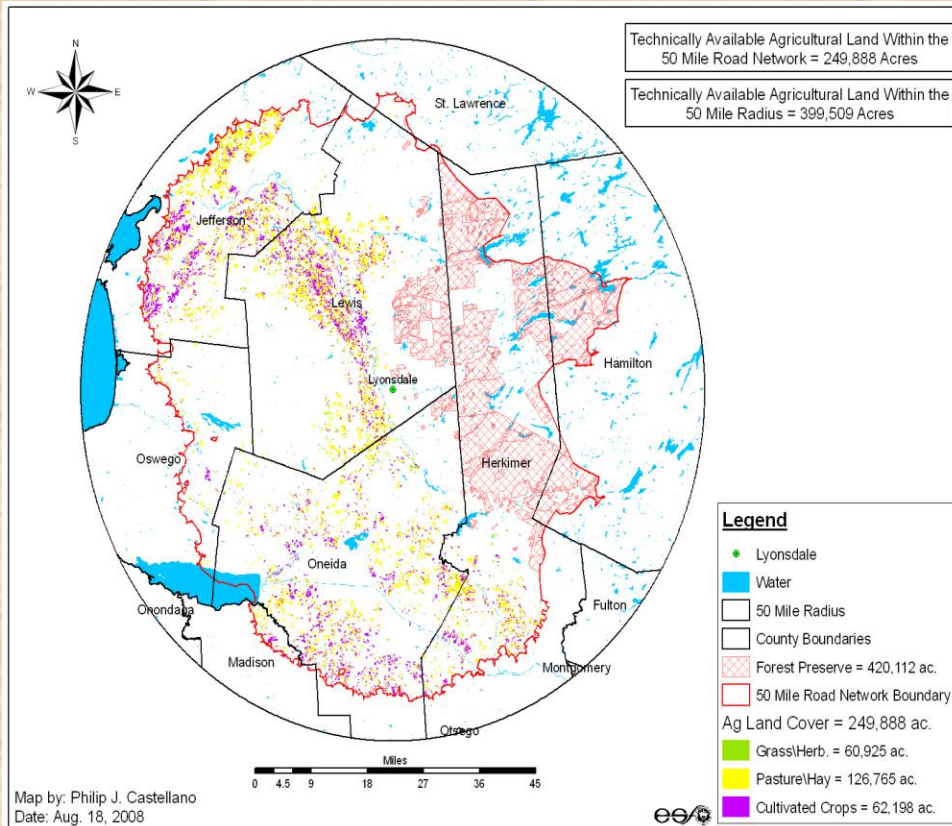 Technically Available Agricultural Land Within the
50 Mile Road Network = 249,888 Acres
Technically Available Agricultural Land Within the
50 Mile Radius = 399,509 Acres
N
W
E
S
St. Lawrence
Jefferson
Lewis
Lyonsdale
Hamilton
Oswego
Herkimer
Oneida
Onondaga
Fulton
Madison
Montgomery
Otsego
Miles
0 4.5 9 18 27 36 45
Map by: Philip J. Castellano
Date: Aug. 18, 2008
esf
Legend
Lyonsdale
Water
50 Mile Radius
County Boundaries
Forest Preserve = 420,112 ac.
50 Mile Road Network Boundary
Ag Land Cover = 249,888 ac.
Grass\Herb. = 60,925 ac.
Pasture\Hay = 126,765 ac.
Cultivated Crops = 62,198 ac.